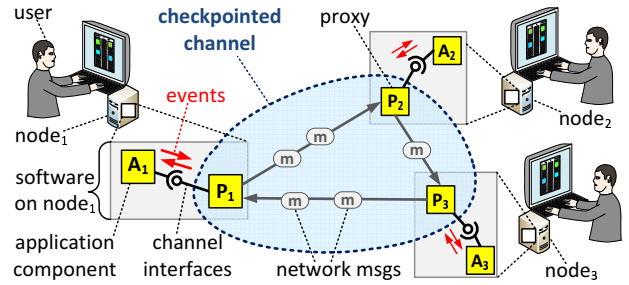 user
checkpointed
channel
proxy
events
A2
P2
node1
node2
m
m
m
A1
P1
software
on node1
m
m
P3
application
component
channel
interfaces
network msgs
A3
node3